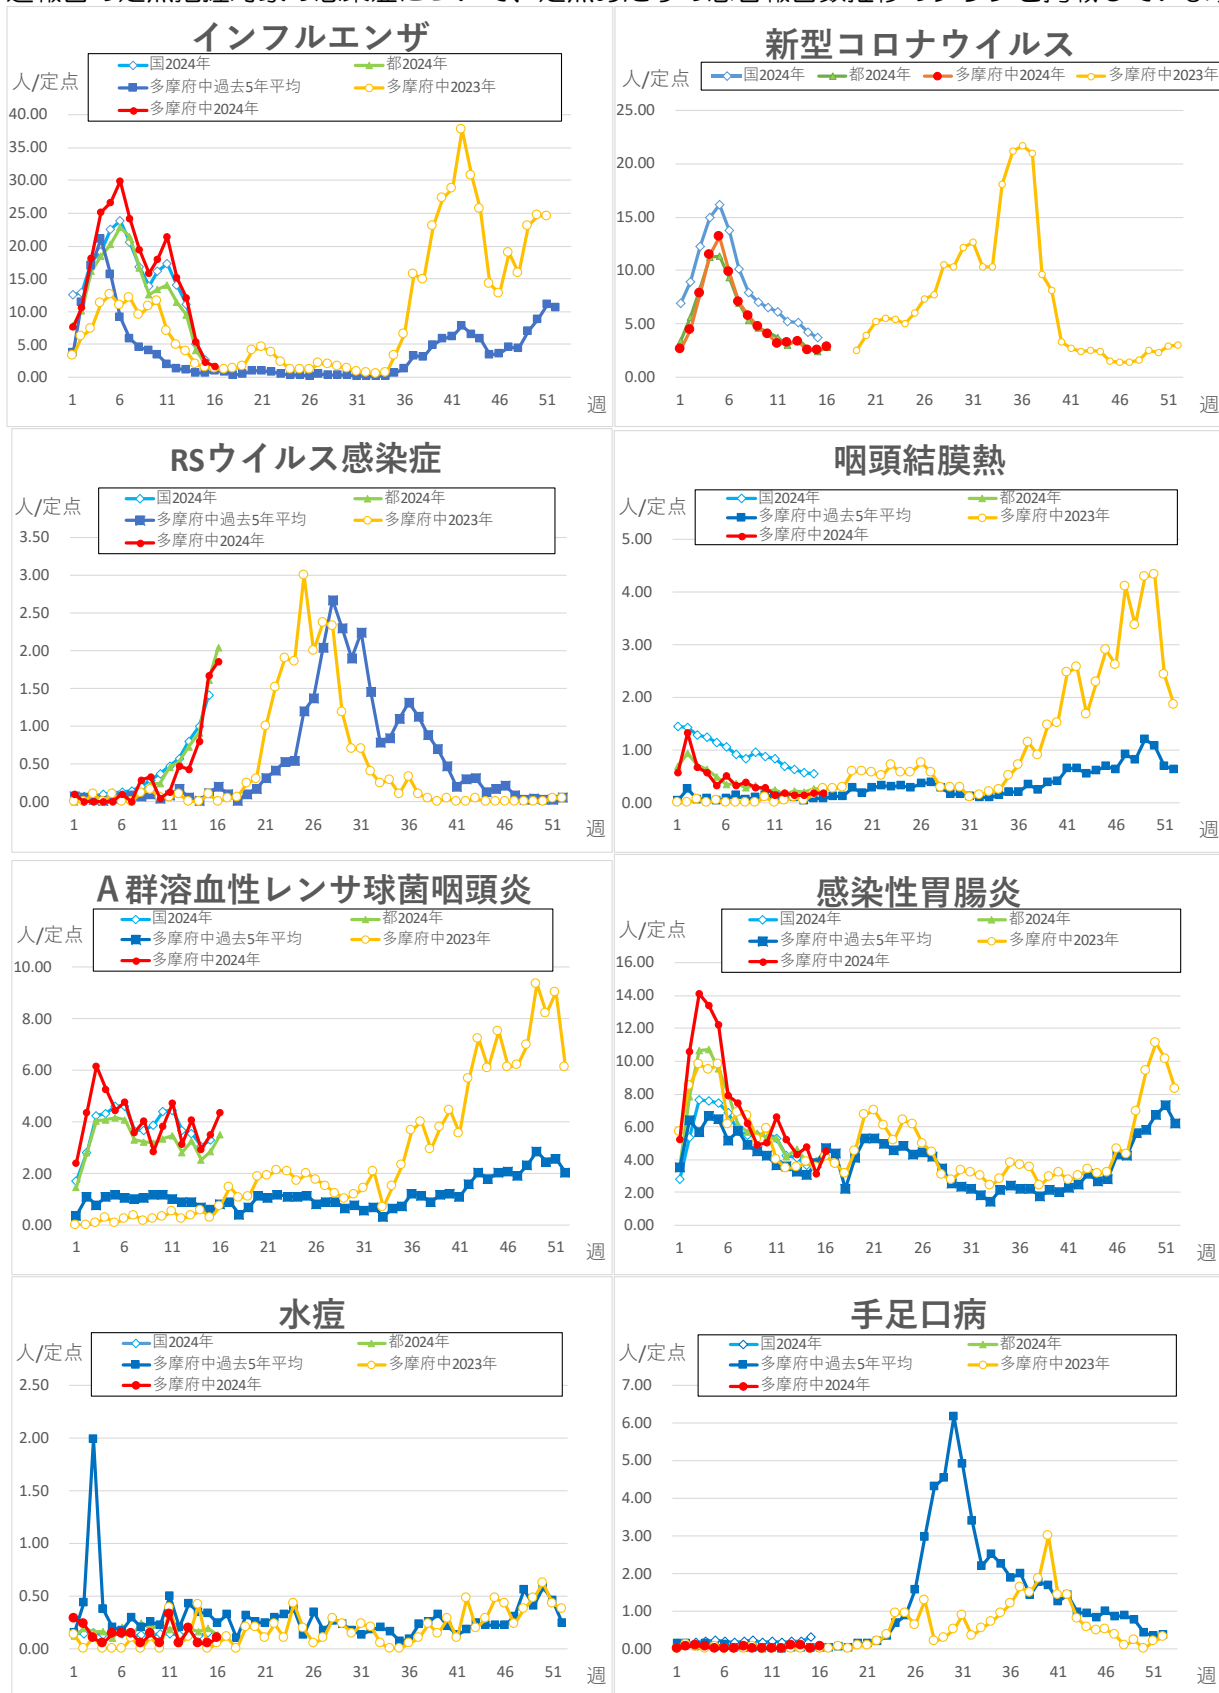 インフルエンザ
人/定点
国2024年
都2024年
多摩府中過去5年平均
多摩府中2023年
多摩府中2024年
40.00
35.00
30.00
25.00
20.00
15.00
10.00
5.00
0.00
1 6 11 16 21 26 31 36 41 46 51 週
新型コロナウイルス
人/定点
国2024年 都2024年 多摩府中2024年 多摩府中2023年
25.00
20.00
15.00
10.00
5.00
0.00
1 6 11 16 21 26 31 36 41 46 51 週
RSウイルス感染症
人/定点
国2024年
都2024年
多摩府中過去5年平均
多摩府中2023年
多摩府中2024年
3.50
3.00
2.50
2.00
1.50
1.00
0.50
0.00
1 6 11 16 21 26 31 36 41 46 51 週
咽頭結膜熱
人/定点
国2024年
都2024年
多摩府中過去5年平均
多摩府中2023年
多摩府中2024年
5.00
4.00
3.00
2.00
1.00
0.00
1 6 11 16 21 26 31 36 41 46 51 週
A群溶血性レンサ球菌咽頭炎
人/定点
国2024年
都2024年
多摩府中過去5年平均
多摩府中2023年
多摩府中2024年
10.00
8.00
6.00
4.00
2.00
0.00
1 6 11 16 21 26 31 36 41 46 51 週
感染性胃腸炎
人/定点
国2024年
都2024年
多摩府中過去5年平均
多摩府中2023年
多摩府中2024年
16.00
14.00
12.00
10.00
8.00
6.00
4.00
2.00
0.00
1 6 11 16 21 26 31 36 41 46 51 週
水痘
人/定点
国2024年
都2024年
多摩府中過去5年平均
多摩府中2023年
多摩府中2024年
2.50
2.00
1.50
1.00
0.50
0.00
1 6 11 16 21 26 31 36 41 46 51 週
手足口病
人/定点
国2024年
都2024年
多摩府中過去5年平均
多摩府中2023年
多摩府中2024年
7.00
6.00
5.00
4.00
3.00
2.00
1.00
0.00
1 6 11 16 21 26 31 36 41 46 51 週